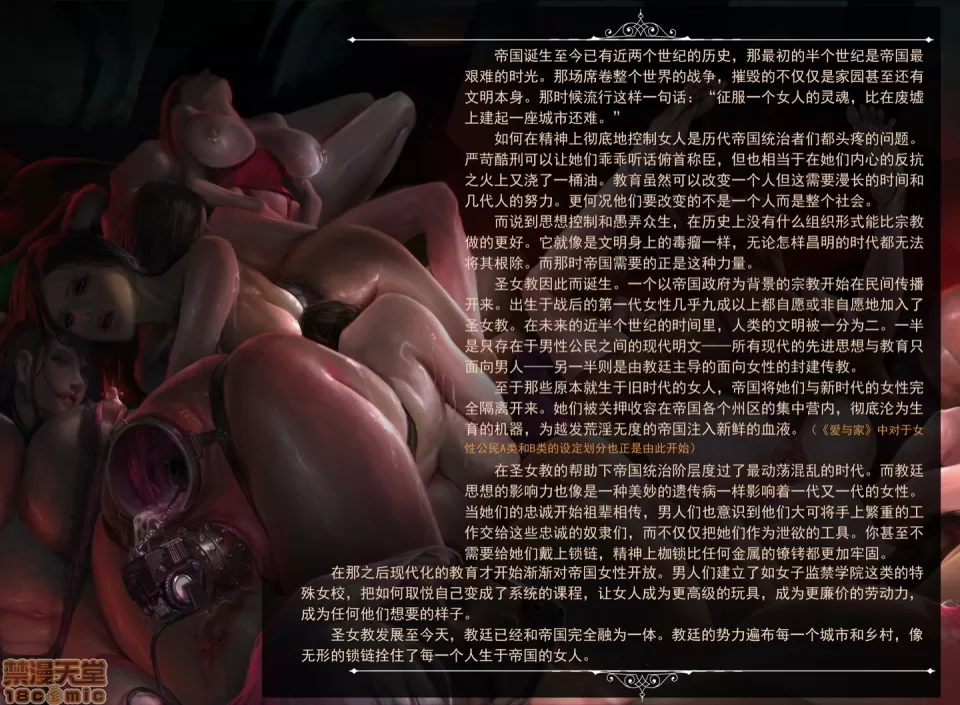 帝国诞生至今已有近两个世纪的历史，那最初的半个世纪是帝国最
艰难的时光。那场席卷整个世界的战争，摧毁的不仅仅是家园甚至还有
文明本身。那时候流行这样一句话：“征服一个女人的灵魂，比在废墟
上建起一座城市还难。”
如何在精神上彻底地控制女人是历代帝国统治者们都头疼的问题。
严苛酷刑可以让她们乖乖听话俯首称臣，但也相当于在她们内心的反抗
之火上又浇了一桶油。教育虽然可以改变一个人但这需要漫长的时间和
几代人的努力。更何况他们要改变的不是一个人而是整个社会。
而说到思想控制和愚弄众生，在历史上没有什么组织形式能比宗教
做的更好。它就像是文明身上的毒瘤一样，无论怎样昌明的时代都无法
将其根除。而那时帝国需要的正是这种力量。
圣女教因此而诞生。一个以帝国政府为背景的宗教开始在民间传播
开来。出生于战后的第一代女性几乎九成以上都自愿或非自愿地加入了
圣女教。在未来的近半个世纪的时间里，人类的文明被一分为二。一半
是只存在于男性公民之间的现代明文——所有现代的先进思想与教育只
面向男人——另一半则是由教廷主导的面向女性的封建传教。
至于那些原本就生于旧时代的女人，帝国将她们与新时代的女性完
全隔离开来。她们被关押收容在帝国各个州区的集中营内，彻底沦为生
育的机器，为越发荒淫无度的帝国注入新鲜的血液。（《爱与家》中对于女
性公民A类和B类的设定划分也正是由此开始）
在圣女教的帮助下帝国统治阶层度过了最动荡混乱的时代。而教廷
思想的影响力也像是一种美妙的遗传病一样影响着一代又一代的女性。
当她们的忠诚开始祖辈相传，男人们也意识到他们大可将手上繁重的工
作交给这些忠诚的奴隶们，而不仅仅把她们作为泄欲的工具。你甚至不
需要给她们戴上锁链，精神上枷锁比任何金属的镣铐都更加牢固。
在那之后现代化的教育才开始渐渐对帝国女性开放。男人们建立了如女子监禁学院这类的特
殊女校，把如何取悦自己变成了系统的课程，让女人成为更高级的玩具，成为更廉价的劳动力，
成为任何他们想要的样子。
圣女教发展至今天，教廷已经和帝国完全融为一体。教廷的势力遍布每一个城市和乡村，像
无形的锁链拴住了每一个人生于帝国的女人。
禁漫天堂
18comic